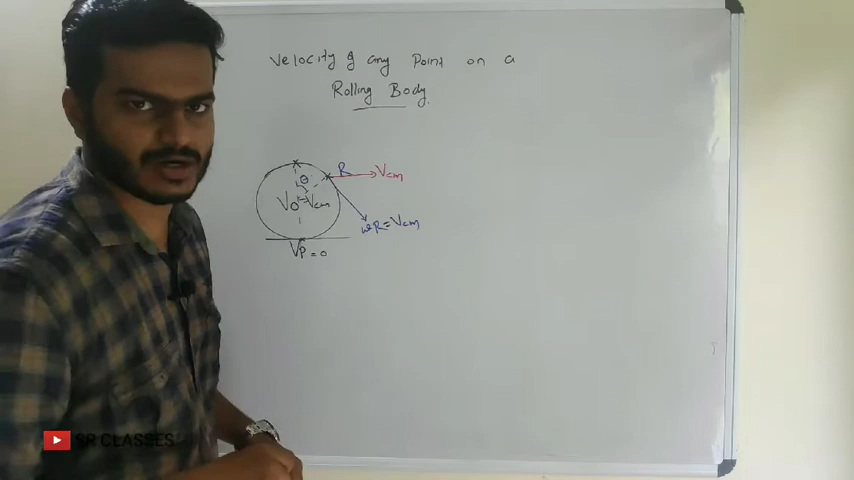 Velocity of any Point on a
Rolling Body.
R
Vcm
θ
Vo = Vcm
ωR = Vcm
Vp = 0
SR CLASSES